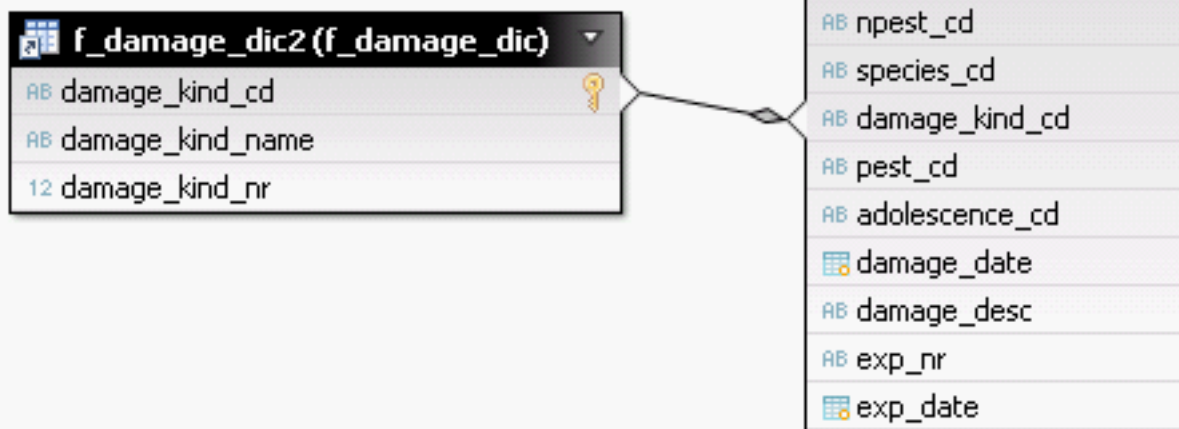 f_damage_dic2 (f_damage_dic)
AB damage_kind_cd
AB damage_kind_name
12 damage_kind_nr
AB npest_cd
AB species_cd
AB damage_kind_cd
AB pest_cd
AB adolescence_cd
damage_date
AB damage_desc
AB exp_nr
exp_date